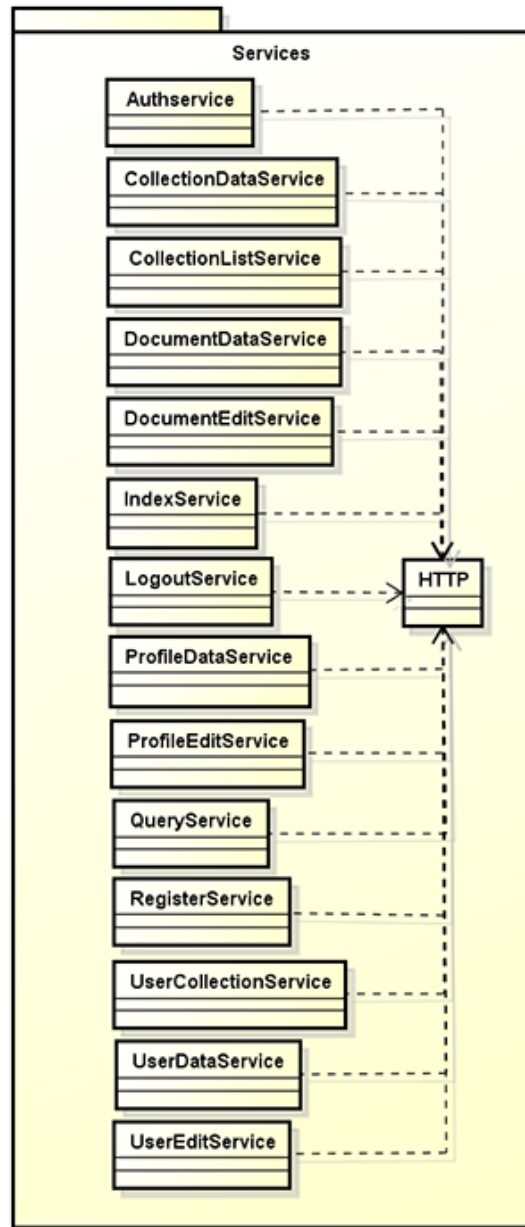 Services
Authservice
CollectionDataService
CollectionListService
DocumentDataService
DocumentEditService
IndexService
LogoutService
HTTP
ProfileDataService
ProfileEditService
QueryService
RegisterService
UserCollectionService
UserDataService
UserEditService